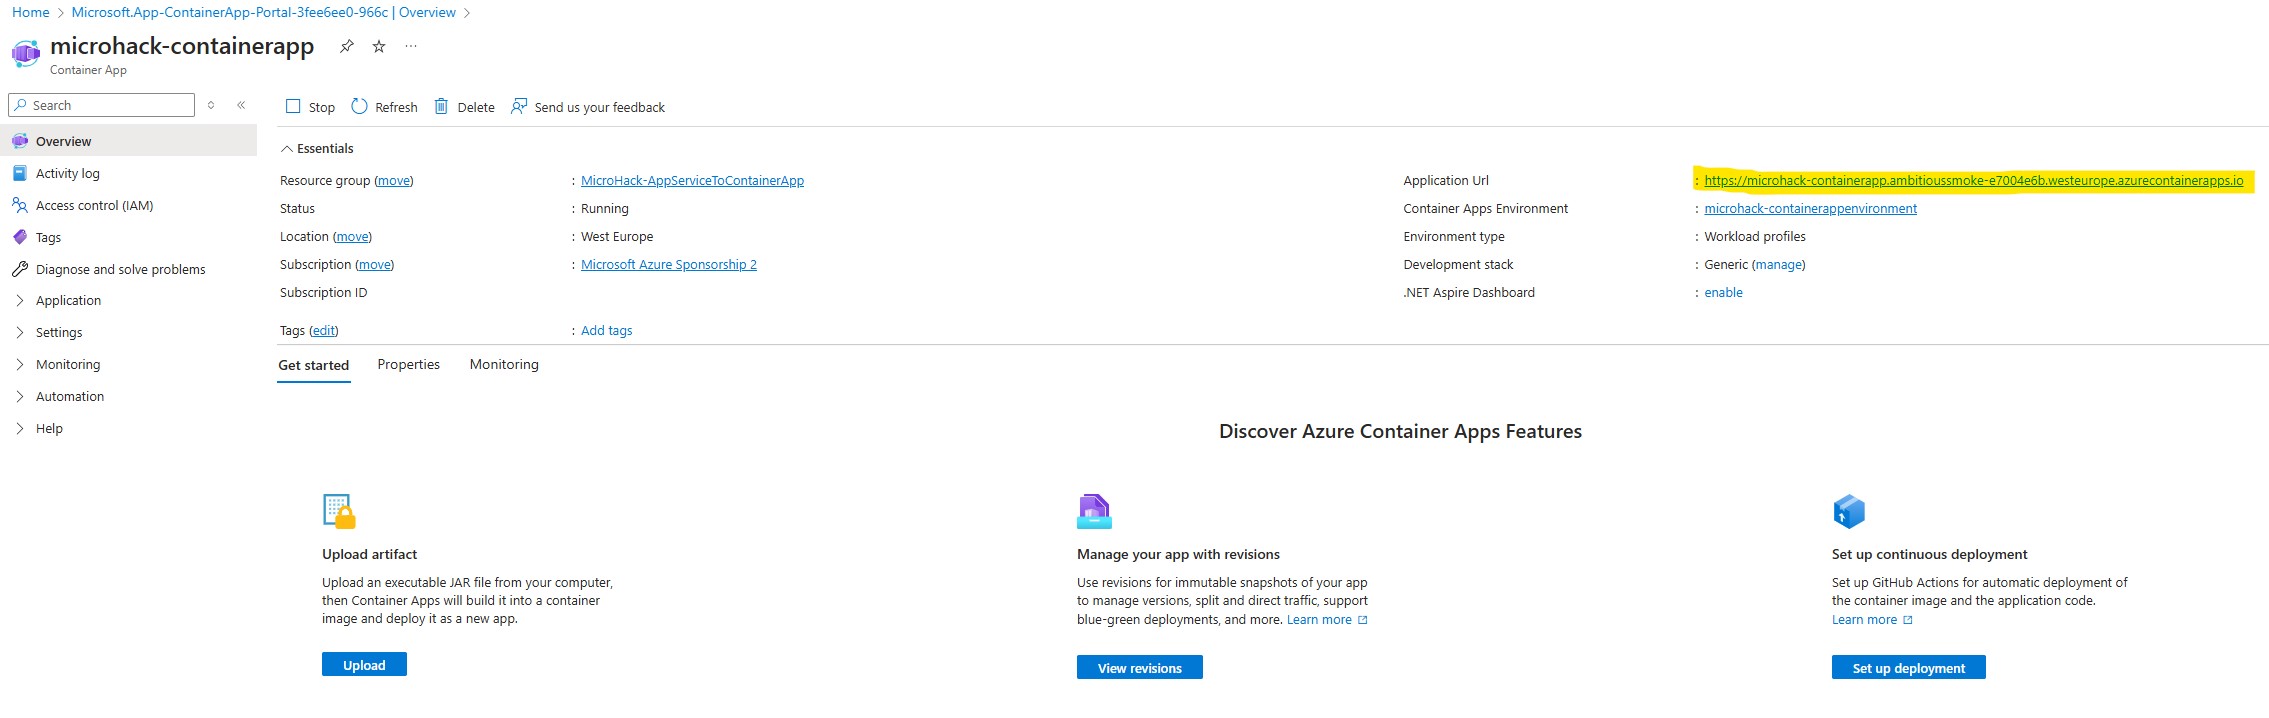 Home > Microsoft.App-ContainerApp-Portal-3fee6ee0-966c | Overview >
microhack-containerapp
Container App
Search
Stop Refresh Delete Send us your feedback
Overview
Activity log
Access control (IAM)
Tags
Diagnose and solve problems
Application
Settings
Monitoring
Automation
Help
Essentials
Resource group (move) : MicroHack-AppServiceToContainerApp
Status : Running
Location (move) : West Europe
Subscription (move) : Microsoft Azure Sponsorship 2
Subscription ID
Tags (edit) : Add tags
Application Url : https://microhack-containerapp.ambitioussmoke-e7004e6b.westeurope.azurecontainerapps.io
Container Apps Environment : microhack-containerappenvironment
Environment type : Workload profiles
Development stack : Generic (manage)
.NET Aspire Dashboard : enable
Get started Properties Monitoring
Discover Azure Container Apps Features
Upload artifact
Upload an executable JAR file from your computer,
then Container Apps will build it into a container
image and deploy it as a new app.
Upload
Manage your app with revisions
Use revisions for immutable snapshots of your app
to manage versions, split and direct traffic, support
blue-green deployments, and more. Learn more
View revisions
Set up continuous deployment
Set up GitHub Actions for automatic deployment of
the container image and the application code.
Learn more
Set up deployment